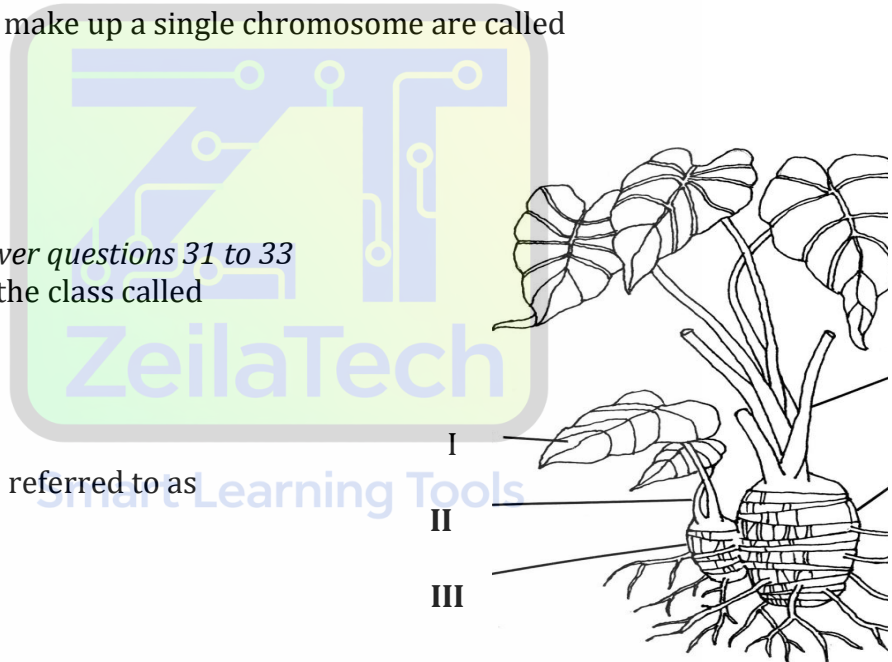 make up a single chromosome are called
ver questions 31 to 33
the class called
ZeilaTech
I
referred to as
Smart Learning Tools
II
III